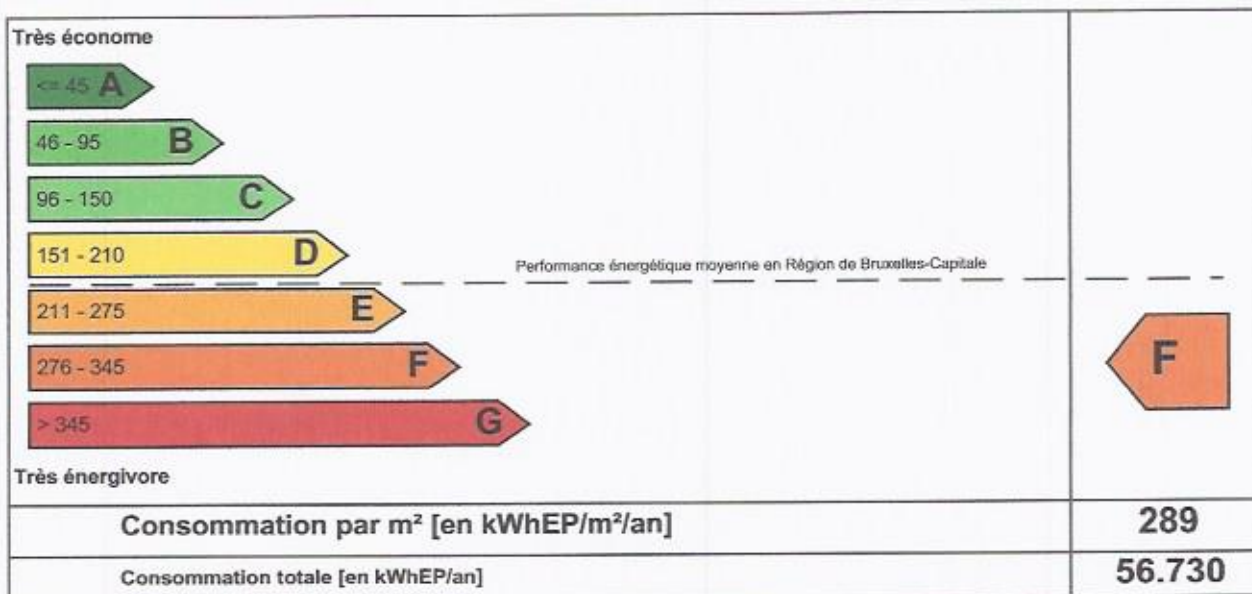 Très économe
<= 45 A
46 - 95 B
96 - 150 C
151 - 210 D
Performance énergétique moyenne en Région de Bruxelles-Capitale
211 - 275 E
276 - 345 F
F
> 345 G
Très énergivore
Consommation par m² [en kWhEP/m²/an] 289
Consommation totale [en kWhEP/an] 56.730